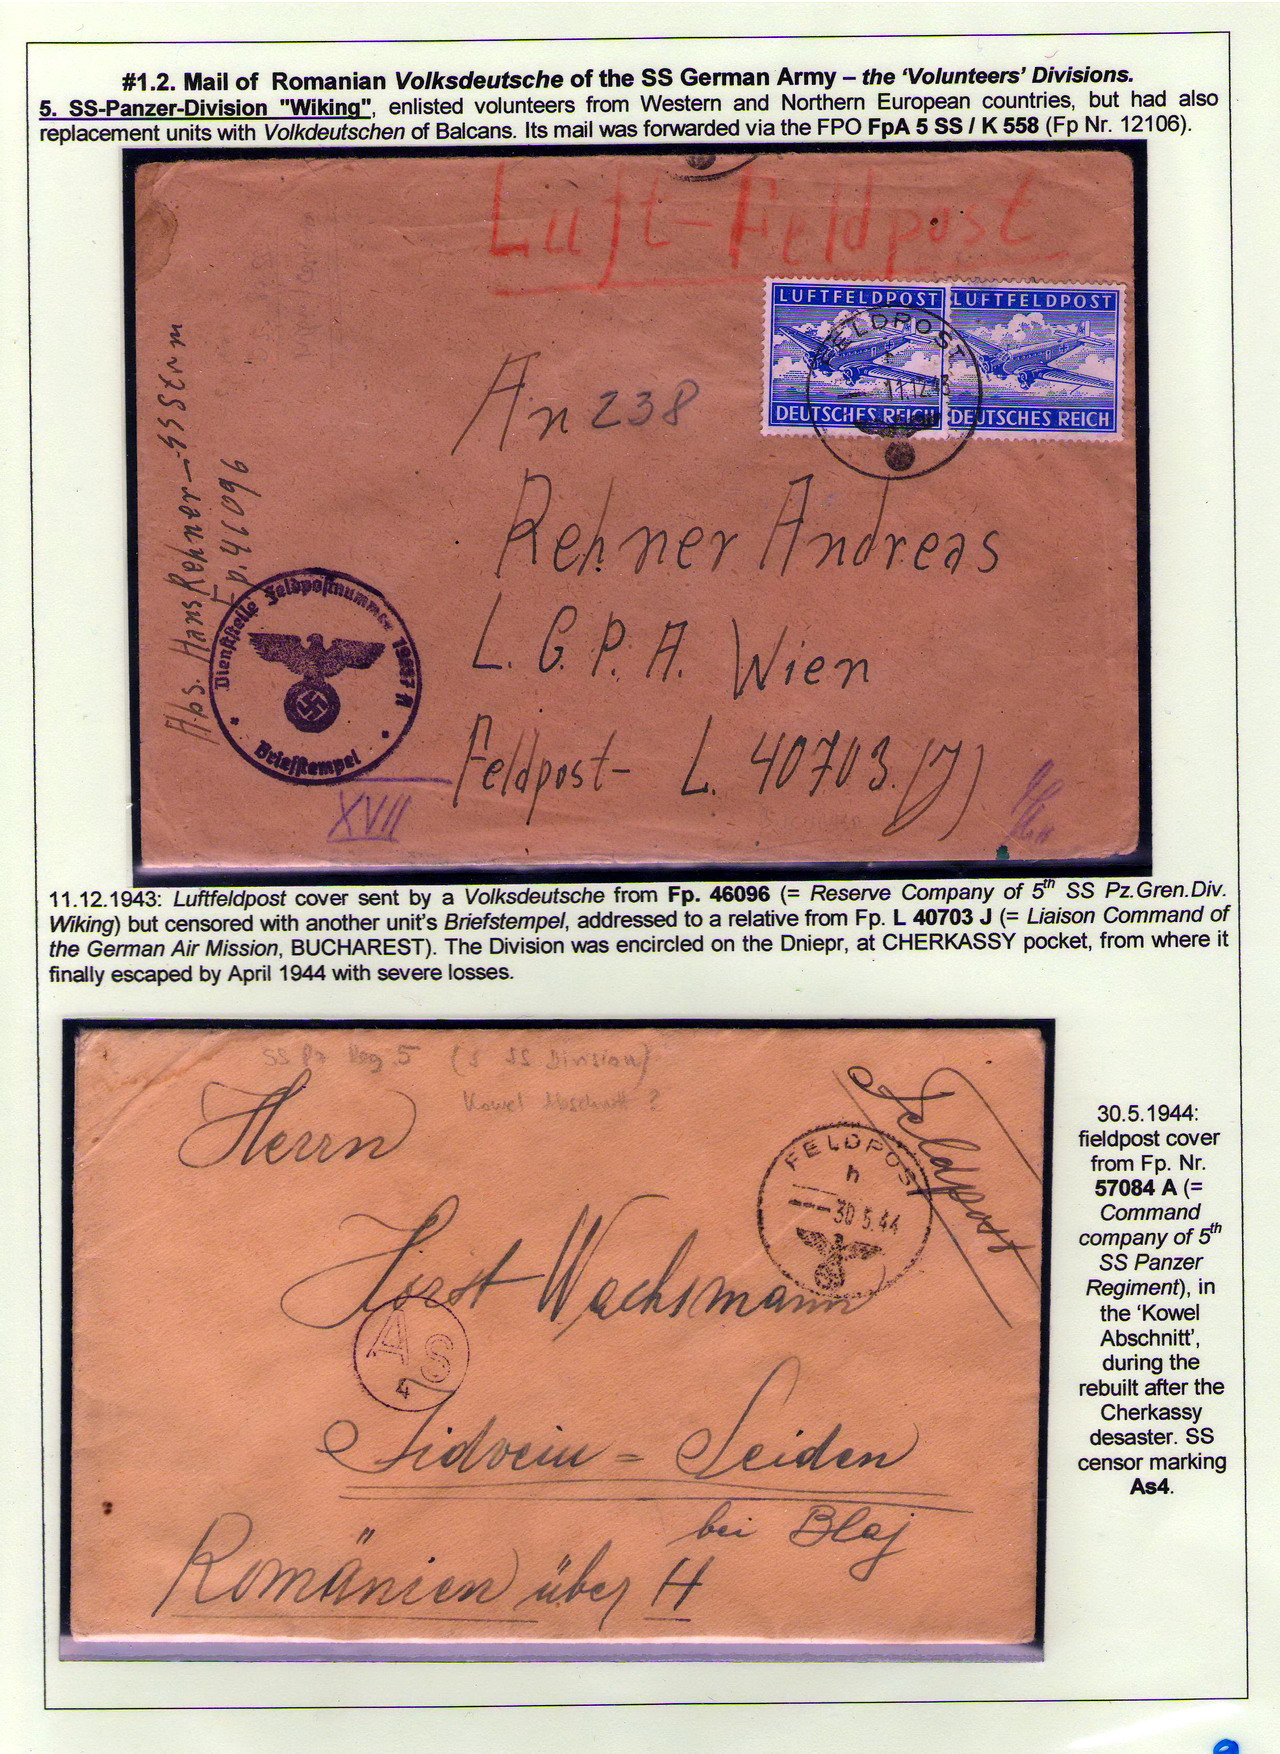 #1.2. Mail of Romanian Volksdeutsche of the SS German Army – the ‘Volunteers’ Divisions.
5. SS-Panzer-Division "Wiking", enlisted volunteers from Western and Northern European countries, but had also
replacement units with Volkdeutschen of Balcans. Its mail was forwarded via the FPO FpA 5 SS / K 558 (Fp Nr. 12106).
Luft-Feldpost
LUFTFELDPOST LUFTFELDPOST
DEUTSCHES REICH DEUTSCHES REICH
FELDPOST
11.12.43
An 238
Rehner Andreas
L. G. P. A. Wien
Feldpost- L. 40703 (J)
Abs. Hans Rehner
Fp. 46096
Dienststelle Feldpostnummer
Briefstempel
XVII
11.12.1943: Luftfeldpost cover sent by a Volksdeutsche from Fp. 46096 (= Reserve Company of 5th SS Pz.Gren.Div.
Wiking) but censored with another unit's Briefstempel, addressed to a relative from Fp. L 40703 J (= Liaison Command of
the German Air Mission, BUCHAREST). The Division was encircled on the Dniepr, at CHERKASSY pocket, from where it
finally escaped by April 1944 with severe losses.
SS Pz Reg. 5 (5 SS Division)
Kowel Abschnitt ?
Feldpost
FELDPOST
h
30.5.44
Herrn
Horst Wachsmann
As
4
Jidvein = Seiden
bei Blaj
Romänien über H
30.5.1944:
fieldpost cover
from Fp. Nr.
57084 A (=
Command
company of 5th
SS Panzer
Regiment), in
the ‘Kowel
Abschnitt’,
during the
rebuilt after the
Cherkassy
desaster. SS
censor marking
As4.